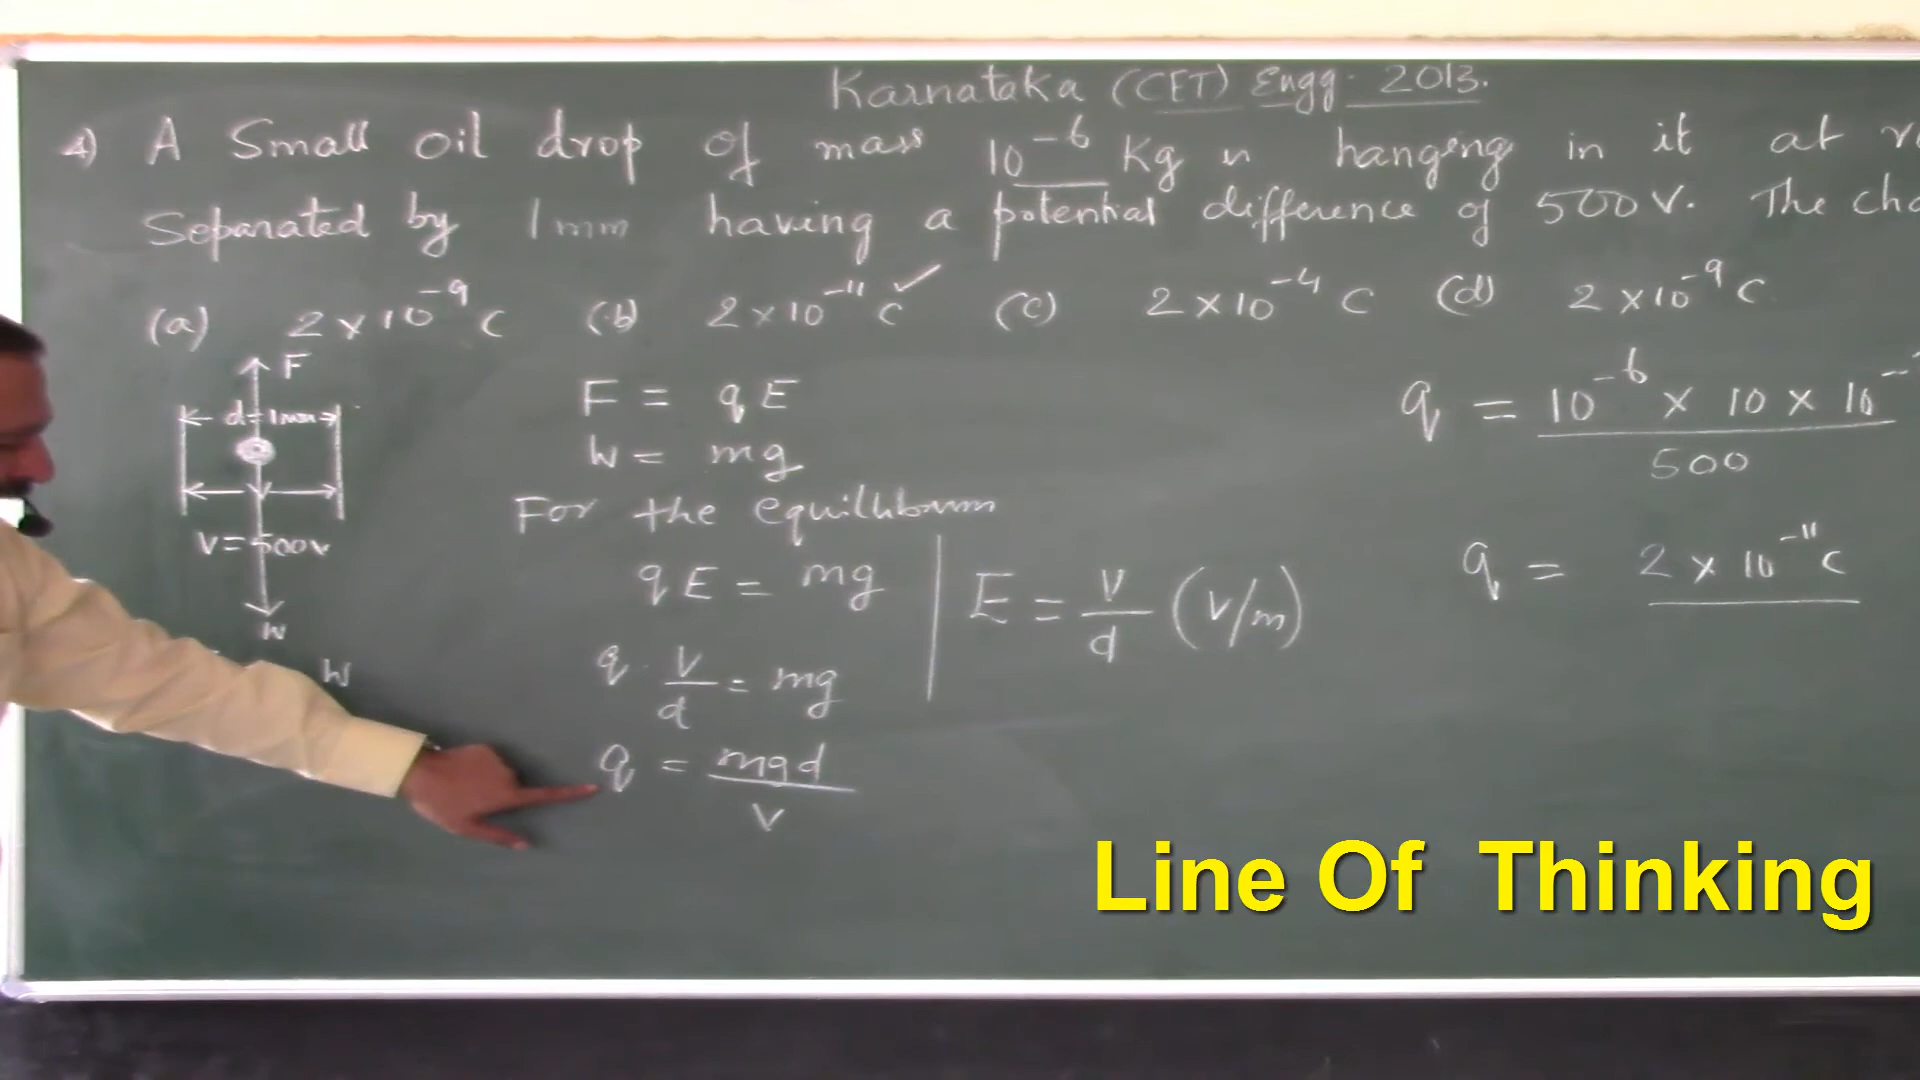 Karnataka (CET) Engg. 2013.
4) A Small oil drop of mass 10⁻⁶ Kg is hanging in it at
Separated by 1mm having a potential difference of 500 V. The
(a) 2 × 10⁻⁹ C (b) 2 × 10⁻¹¹ C ✓ (c) 2 × 10⁻⁴ C (d) 2 × 10⁻⁹ C
F
d=1mm
V=500v
W
W
F = qE
W = mg
For the equilibrium
qE = mg
q · V/d = mg
q = mgd/V
E = V/d (V/m)
q = 10⁻⁶ × 10 × 10⁻ / 500
q = 2 × 10⁻¹¹ C
Line Of Thinking